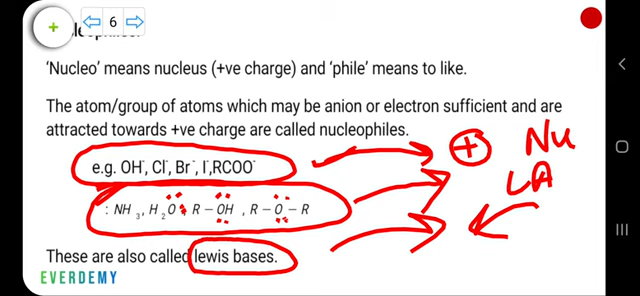 6
'Nucleo' means nucleus (+ve charge) and 'phile' means to like.
The atom/group of atoms which may be anion or electron sufficient and are
attracted towards +ve charge are called nucleophiles.
e.g. OH⁻, Cl⁻, Br⁻, I⁻, RCOO⁻
+ Nu
LA
: NH₃, H₂O, R–OH, R–O–R
These are also called lewis bases.
EVERDEMY